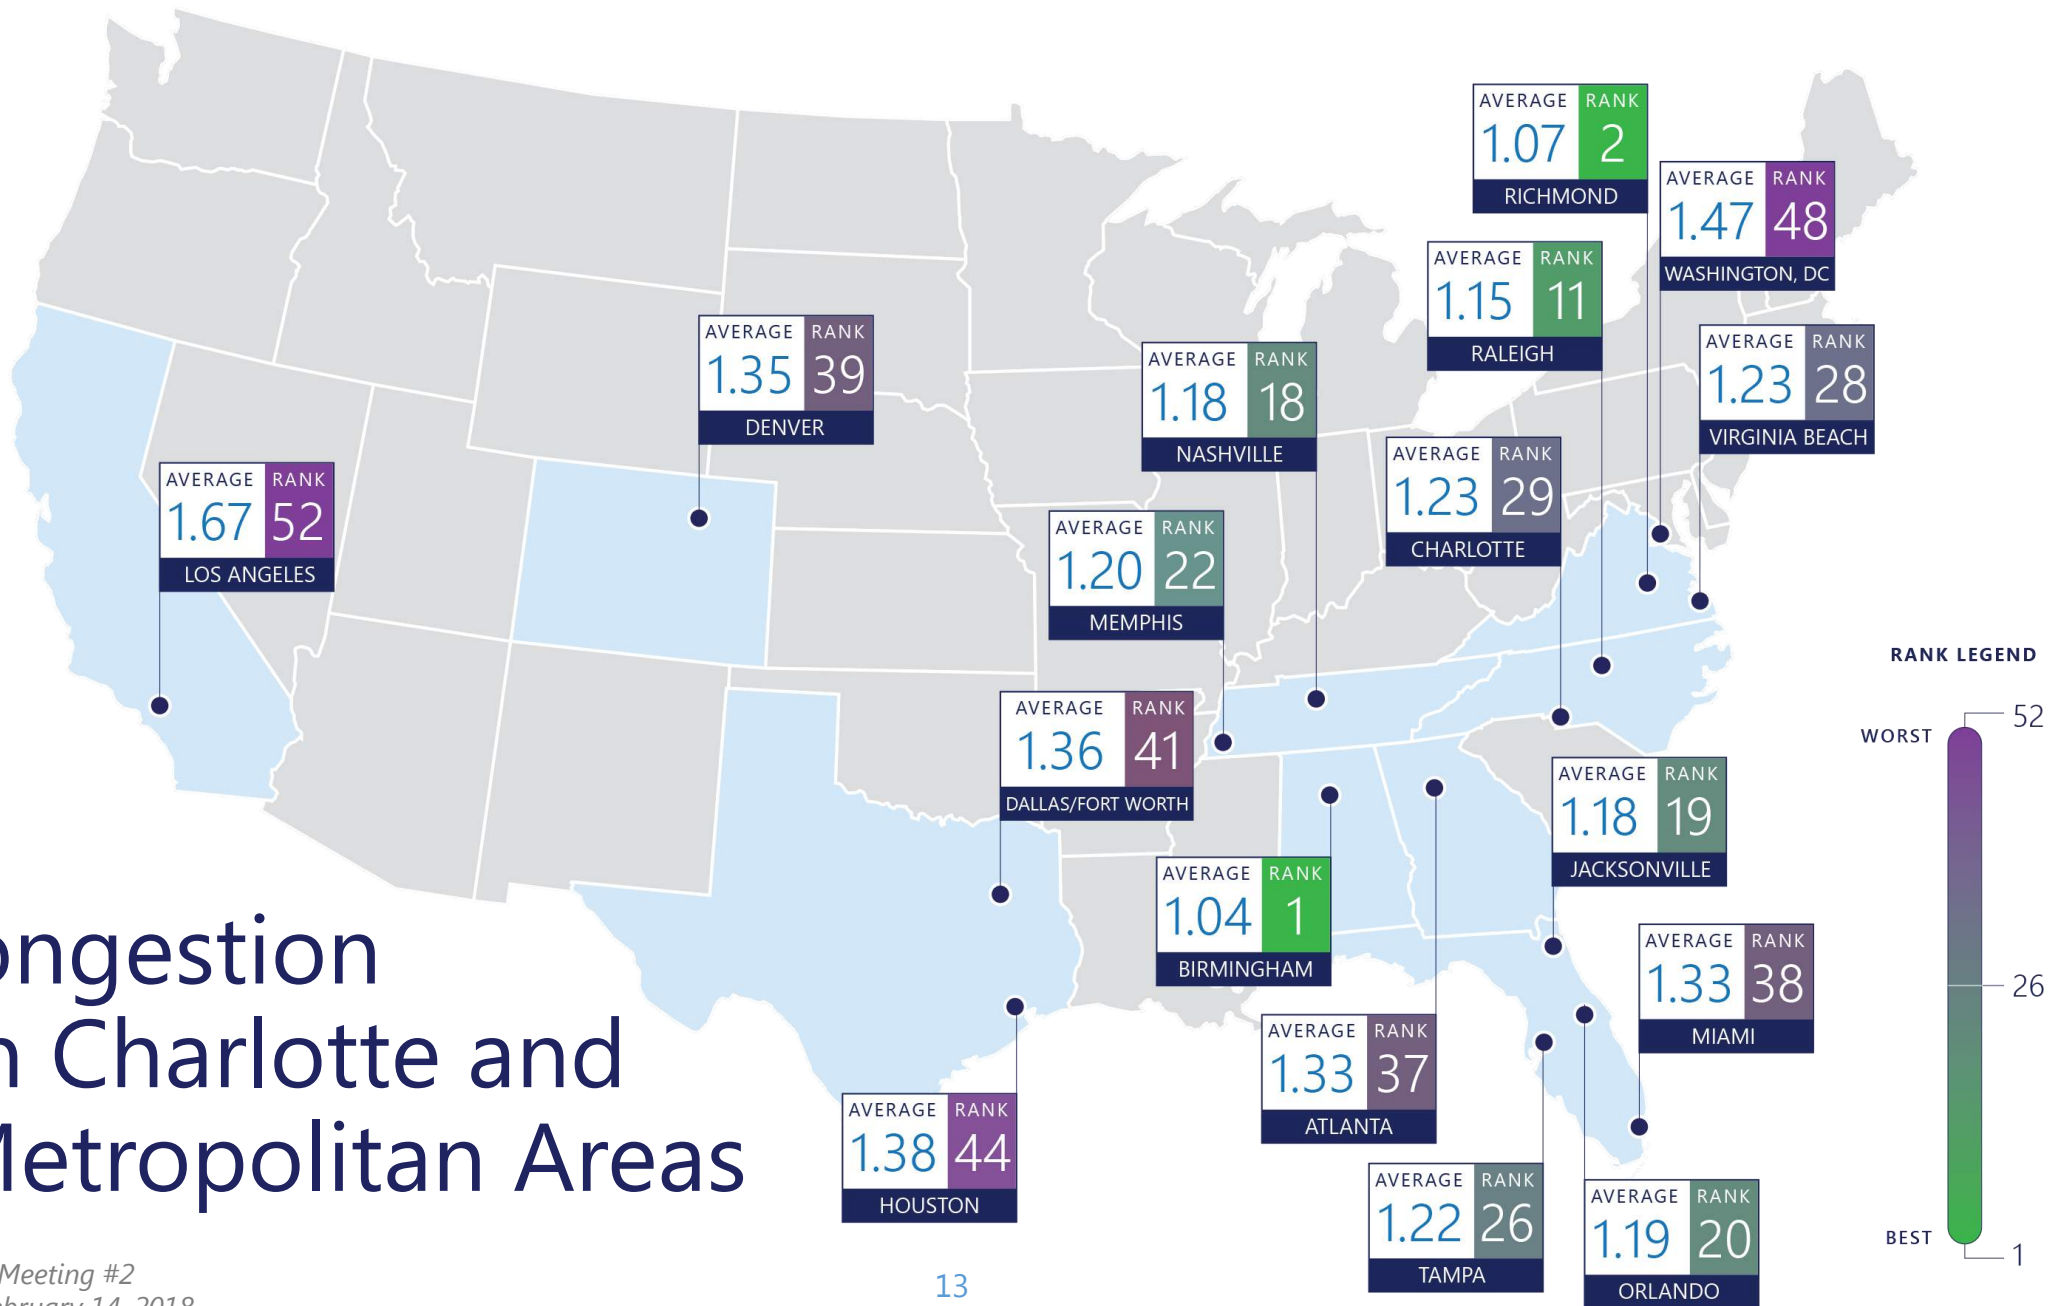 AVERAGE RANK
1.07 2
RICHMOND
AVERAGE RANK
1.47 48
WASHINGTON, DC
AVERAGE RANK
1.15 11
RALEIGH
AVERAGE RANK
1.35 39
DENVER
AVERAGE RANK
1.18 18
NASHVILLE
AVERAGE RANK
1.23 28
VIRGINIA BEACH
AVERAGE RANK
1.67 52
LOS ANGELES
AVERAGE RANK
1.23 29
CHARLOTTE
AVERAGE RANK
1.20 22
MEMPHIS
AVERAGE RANK
1.36 41
DALLAS/FORT WORTH
AVERAGE RANK
1.18 19
JACKSONVILLE
AVERAGE RANK
1.04 1
BIRMINGHAM
AVERAGE RANK
1.33 38
MIAMI
AVERAGE RANK
1.33 37
ATLANTA
AVERAGE RANK
1.38 44
HOUSTON
AVERAGE RANK
1.22 26
TAMPA
AVERAGE RANK
1.19 20
ORLANDO
RANK LEGEND
52
WORST
26
BEST
1
ongestion
n Charlotte and
Metropolitan Areas
Meeting #2
bruary 14, 2018
13